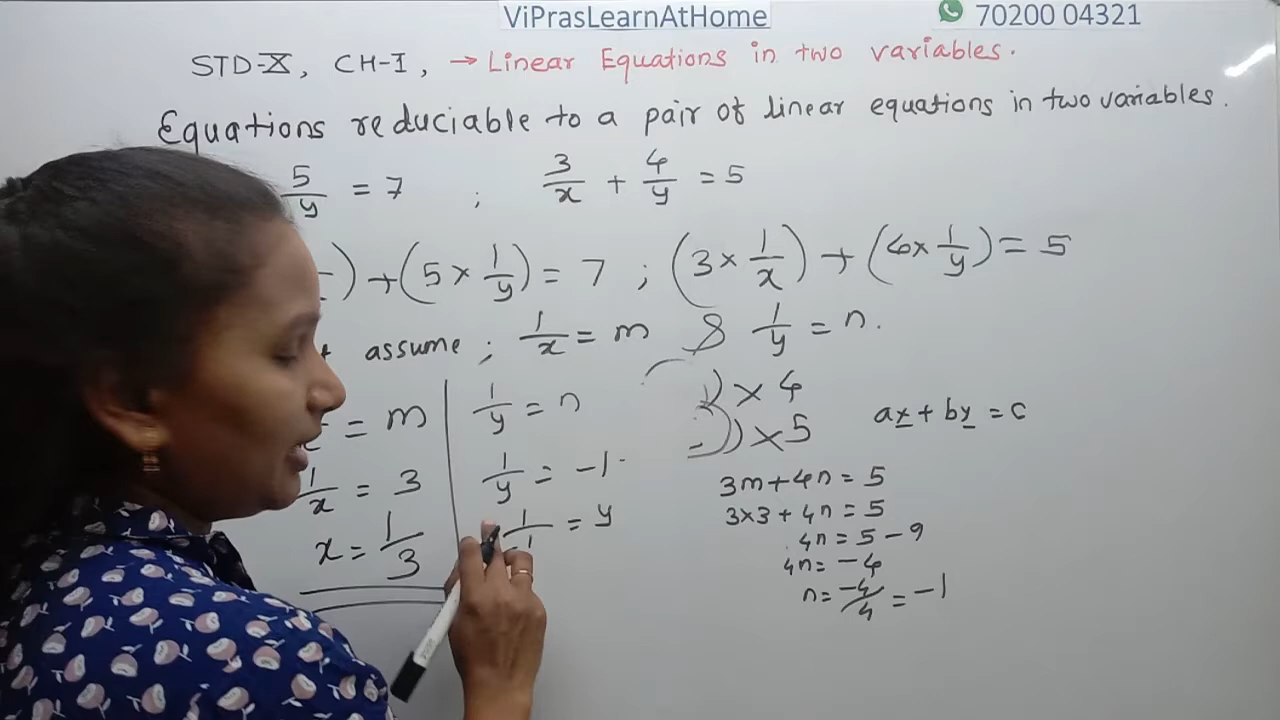 ViPrasLearnAtHome
70200 04321
STD-X, CH-I, → Linear Equations in two variables.
Equations reduciable to a pair of linear equations in two variables.
5/y = 7 ; 3/x + 4/y = 5
) + (5 × 1/y) = 7 ; (3 × 1/x) + (4 × 1/y) = 5
assume ; 1/x = m & 1/y = n.
= m
1/x = 3
x = 1/3
1/y = n
1/y = -1
1/-1 = y
) × 4
) × 5
ax + by = c
3m + 4n = 5
3×3 + 4n = 5
4n = 5 - 9
4n = -4
n = -4/4 = -1